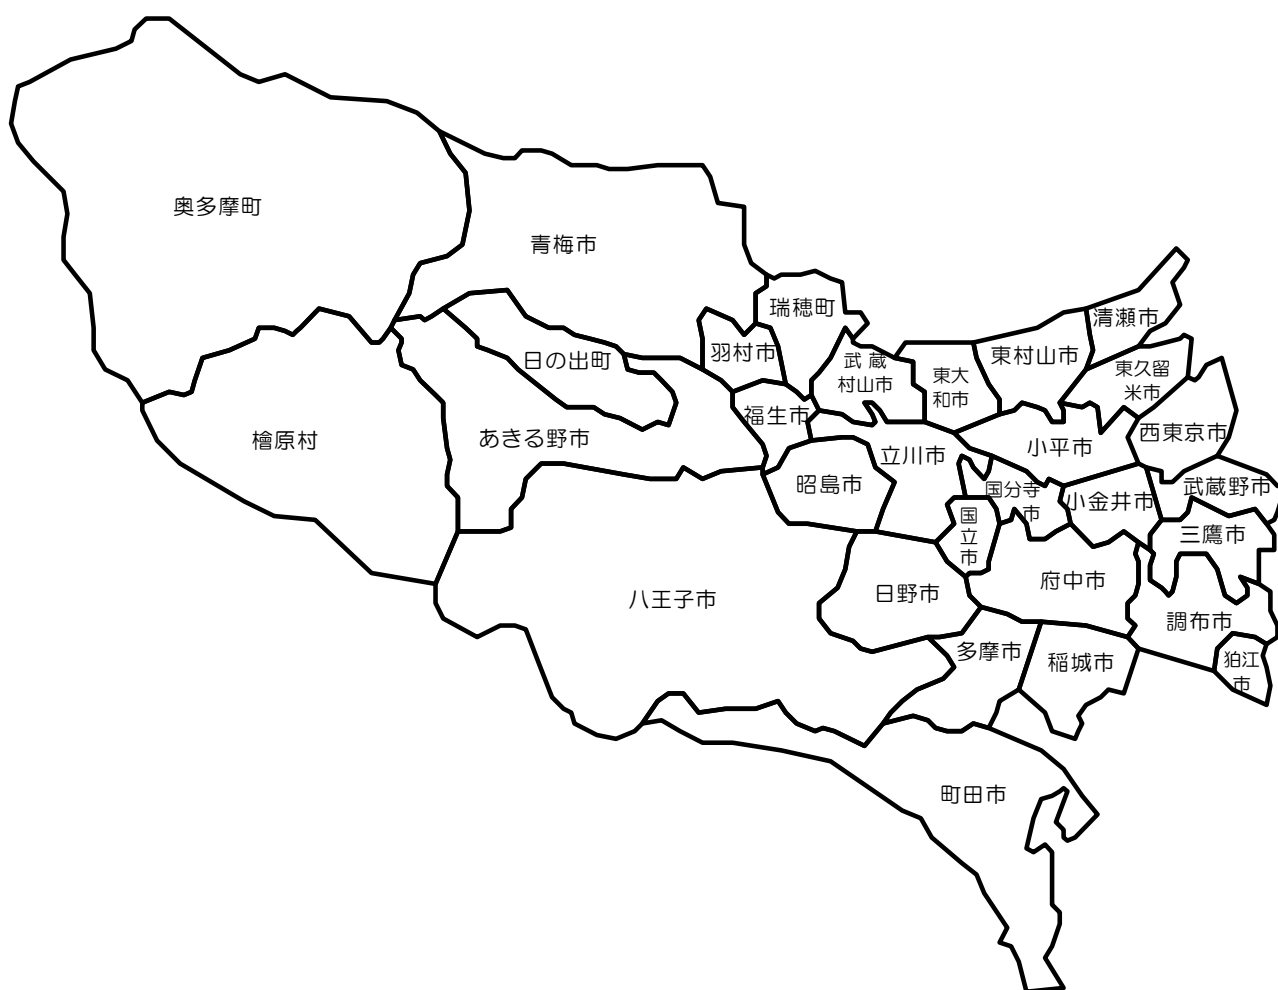 奥多摩町
青梅市
瑞穂町
清瀬市
羽村市
日の出町
武 蔵
村山市
東大
和市
東村山市
東久留
米市
檜原村
あきる野市
福生市
立川市
小平市
西東京市
昭島市
国分寺
市
小金井市
武蔵野市
国
立
市
三鷹市
八王子市
日野市
府中市
調布市
多摩市
稲城市
狛江
市
町田市